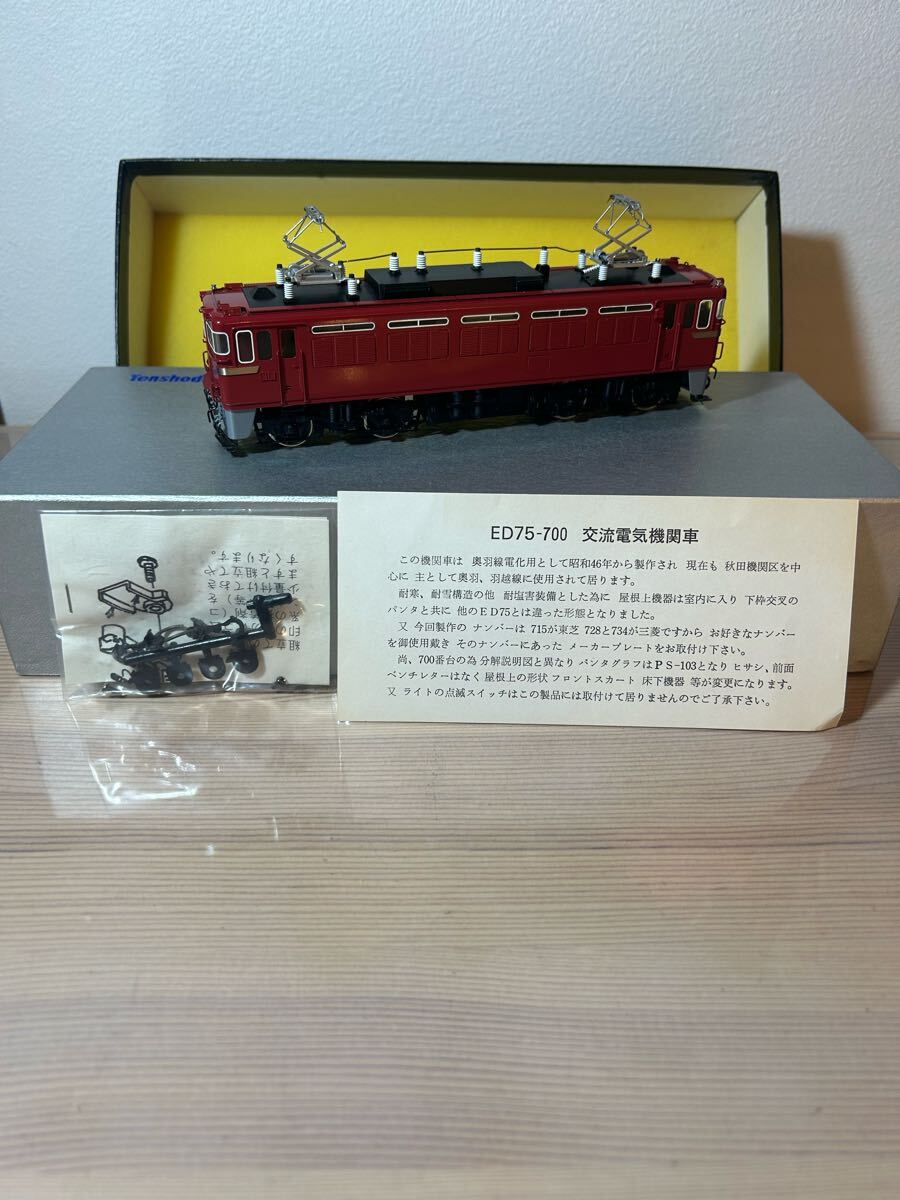 Tenshod
ED75-700 交流電気機関車
この機関車は 奥羽線電化用として昭和46年から製作され 現在も 秋田機関区を中
心に 主として奥羽、羽越線に使用されて居ります。
耐寒、耐雪構造の他 耐塩害装備とした為に 屋根上機器は室内に入り 下枠交叉の
パンタと共に 他のED75とは違った形態となりました。
又 今回製作の ナンバーは 715が東芝 728と734が三菱ですから お好きなナンバー
を御使用戴き そのナンバーにあった メーカープレートをお取付け下さい。
尚、700番台の為 分解説明図と異なり パンタグラフはPS-103となり ヒサシ、前面
ベンチレターはなく 屋根上の形状 フロントスカート 床下機器 等が変更になります。
又 ライトの点滅スイッチはこの製品には取付けて居りませんのでご了承下さい。
ますと組立てや
すくなります。